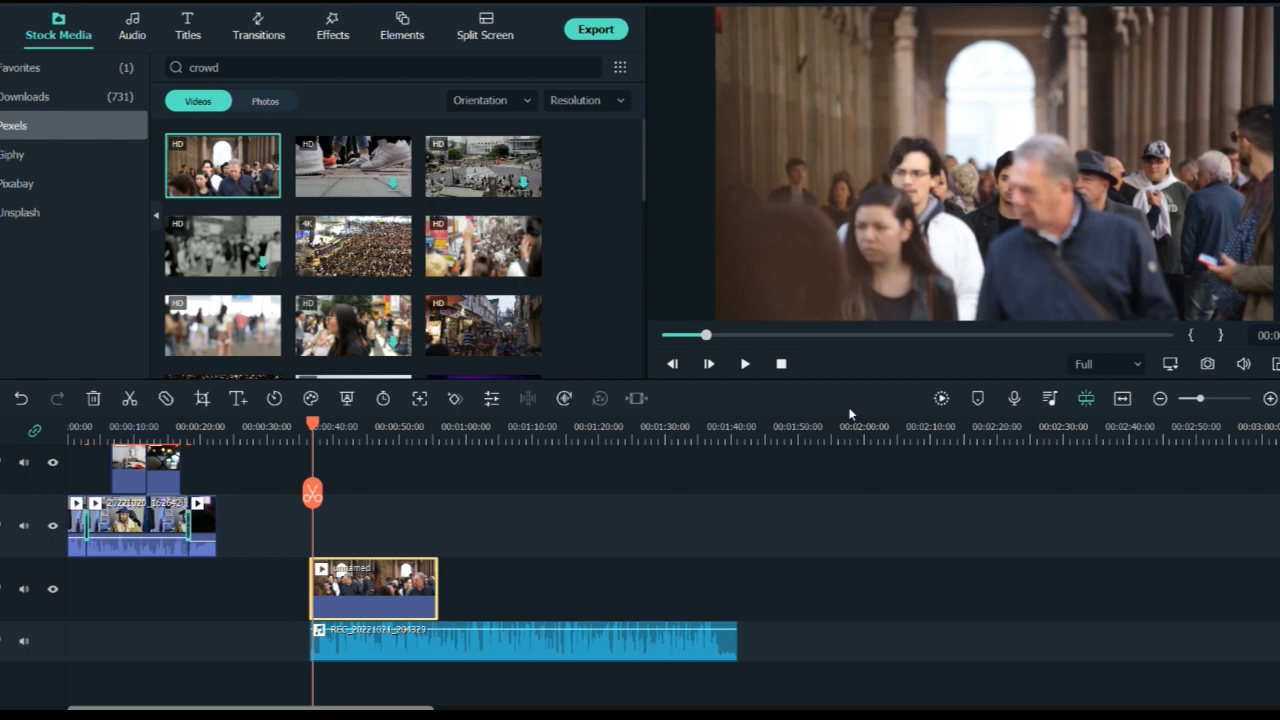 Stock Media Audio Titles Transitions Effects Elements Split Screen Export
Favorites (1)
Downloads (731)
Pexels
Giphy
Pixabay
Unsplash
crowd
Videos Photos Orientation Resolution
HD HD HD
HD 4K HD
HD HD HD
{ } 00:0
Full
:00:00 00:00:10:00 00:00:20:00 00:00:30:00 00:00:40:00 00:00:50:00 00:01:00:00 00:01:10:00 00:01:20:00 00:01:30:00 00:01:40:00 00:01:50:00 00:02:00:00 00:02:10:00 00:02:20:00 00:02:30:00 00:02:40:00 00:02:50:00 00:03:00:0
unnamed
REC_20221021_204329